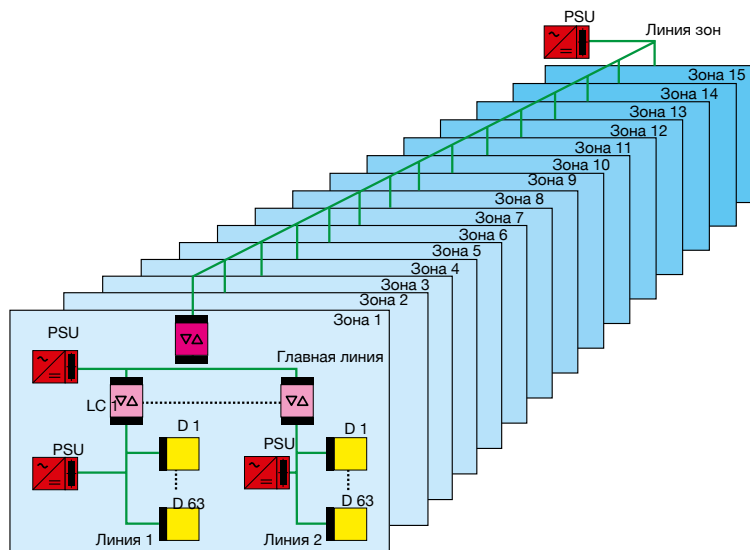 PSU
Линия зон
Зона 15
Зона 14
Зона 13
Зона 12
Зона 11
Зона 10
Зона 9
Зона 8
Зона 7
Зона 6
Зона 5
Зона 4
Зона 3
Зона 2
Зона 1
PSU
Главная линия
LC 1
D 1
D 1
PSU
PSU
D 63
D 63
Линия 1
Линия 2